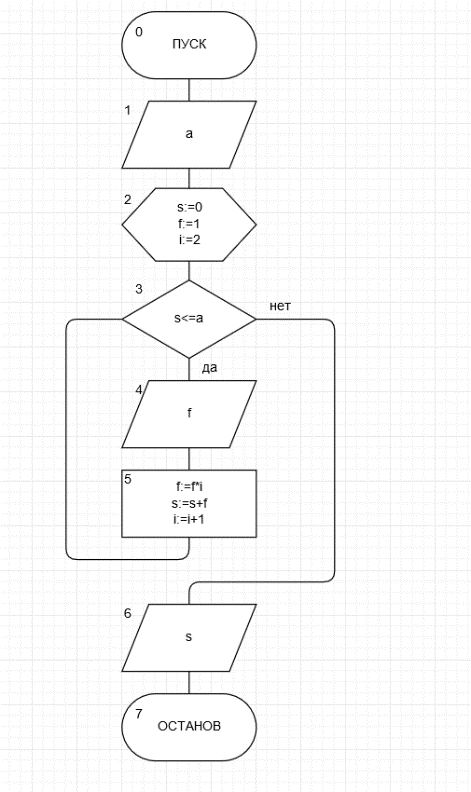 0
ПУСК
1
a
2
s:=0
f:=1
i:=2
3
s<=a
нет
да
4
f
5
f:=f*i
s:=s+f
i:=i+1
6
s
7
ОСТАНОВ